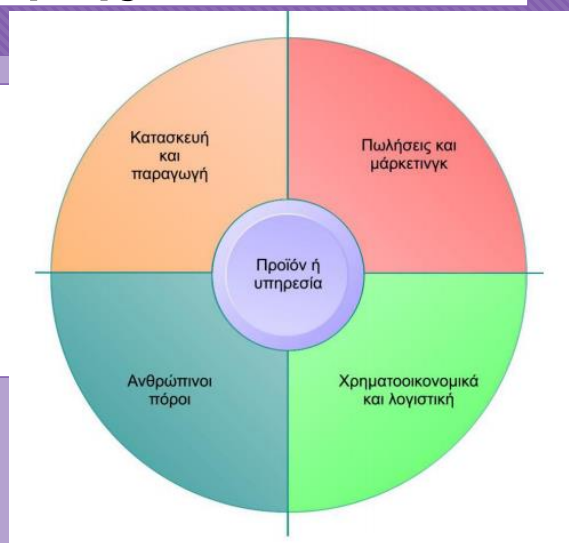 Κατασκευή
και
παραγωγή
Πωλήσεις και
μάρκετινγκ
Προϊόν ή
υπηρεσία
Ανθρώπινοι
πόροι
Χρηματοοικονομικά
και λογιστική